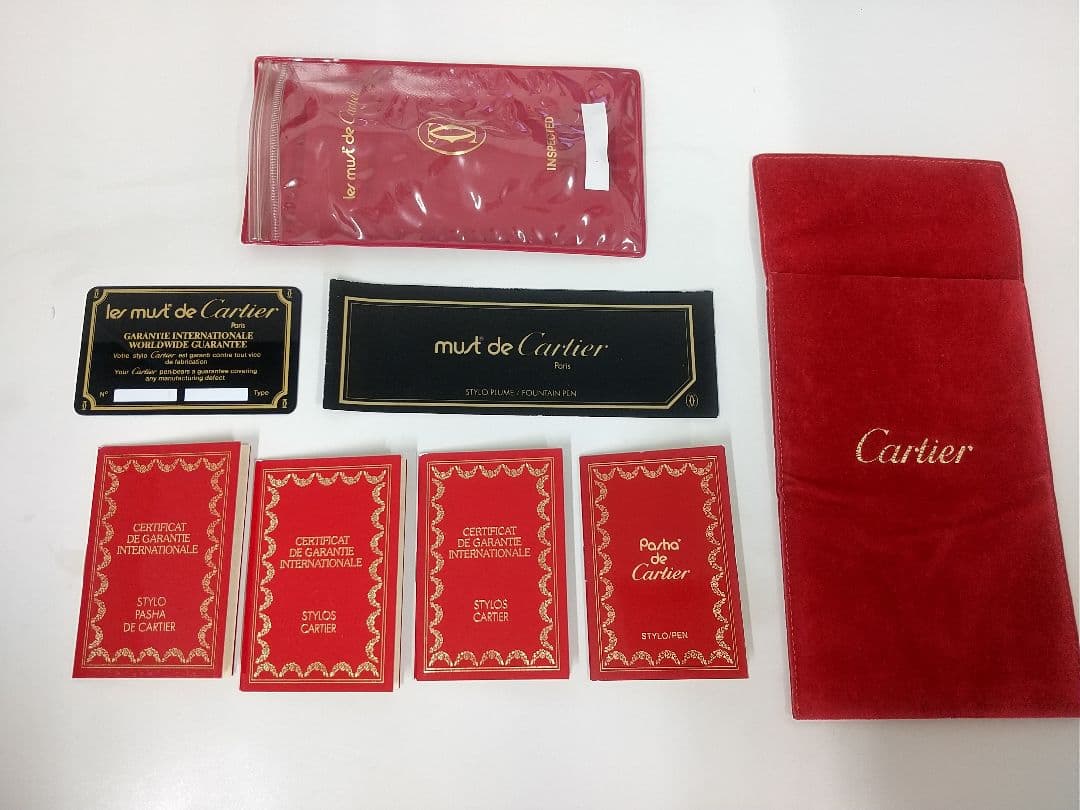 les must de Cartier
INSPECTED
les must de Cartier
Paris
GARANTIE INTERNATIONALE
WORLDWIDE GUARANTEE
Votre stylo Cartier est garanti contre tout vice
de fabrication
Your Cartier pen bears a guarantee covering
any manufacturing defect
N° Type
must de Cartier
Paris
STYLO PLUME / FOUNTAIN PEN
Cartier
CERTIFICAT
DE GARANTIE
INTERNATIONALE
STYLO
PASHA
DE CARTIER
CERTIFICAT
DE GARANTIE
INTERNATIONALE
STYLOS
CARTIER
CERTIFICAT
DE GARANTIE
INTERNATIONALE
STYLOS
CARTIER
Pasha
de
Cartier
STYLO/PEN